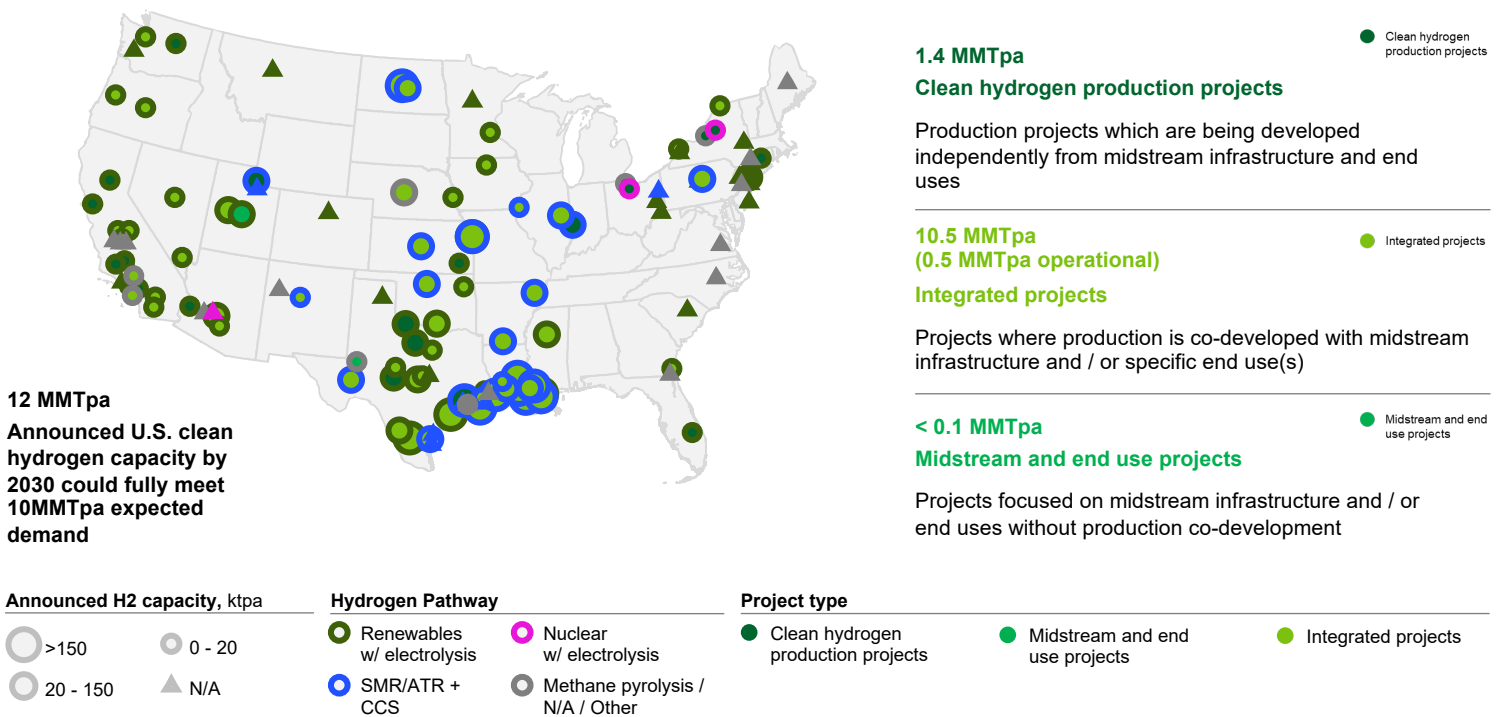 12 MMTpa
Announced U.S. clean
hydrogen capacity by
2030 could fully meet
10MMTpa expected
demand
1.4 MMTpa
Clean hydrogen production projects
Clean hydrogen
production projects
Production projects which are being developed
independently from midstream infrastructure and end
uses
10.5 MMTpa
(0.5 MMTpa operational)
Integrated projects
Integrated projects
Projects where production is co-developed with midstream
infrastructure and / or specific end use(s)
< 0.1 MMTpa
Midstream and end use projects
Midstream and end
use projects
Projects focused on midstream infrastructure and / or
end uses without production co-development
Announced H2 capacity, ktpa
>150
0 - 20
20 - 150
N/A
Hydrogen Pathway
Renewables
w/ electrolysis
Nuclear
w/ electrolysis
SMR/ATR +
CCS
Methane pyrolysis /
N/A / Other
Project type
Clean hydrogen
production projects
Midstream and end
use projects
Integrated projects